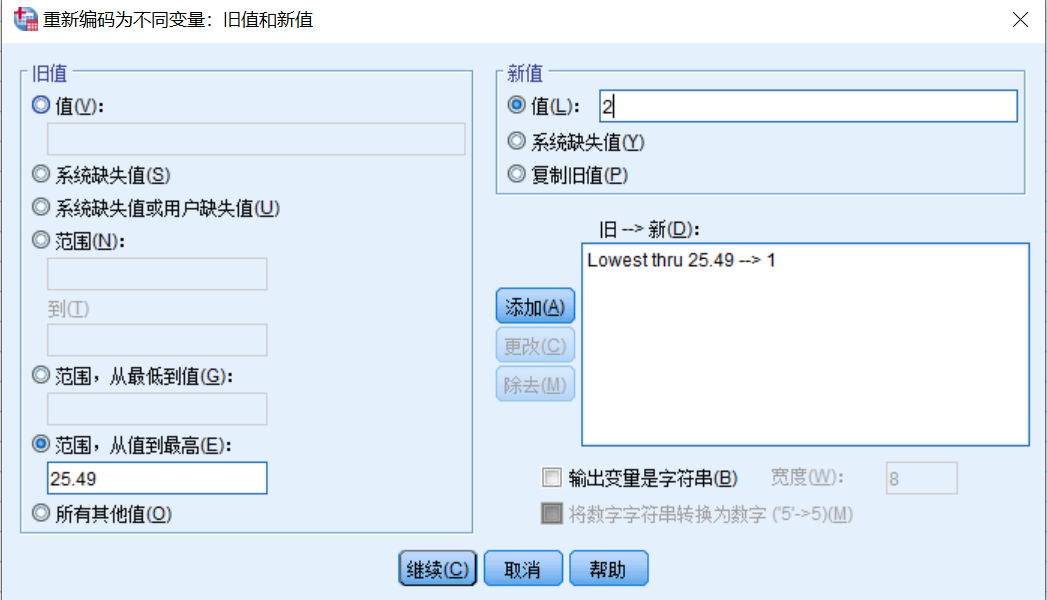 重新编码为不同变量：旧值和新值
旧值
值(V)：
系统缺失值(S)
系统缺失值或用户缺失值(U)
范围(N)：
到(T)
范围，从最低到值(G)：
范围，从值到最高(E)：
25.49
所有其他值(O)
新值
值(L)： 2
系统缺失值(Y)
复制旧值(P)
旧 --> 新(D)：
Lowest thru 25.49 --> 1
添加(A)
更改(C)
除去(M)
输出变量是字符串(B) 宽度(W)： 8
将数字字符串转换为数字 ('5'->5)(M)
继续(C) 取消 帮助